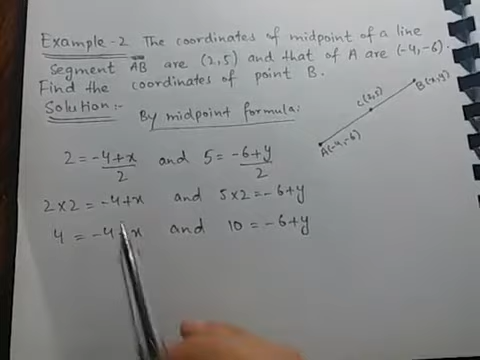 Example-2 The coordinates of midpoint of a line
segment AB are (2,5) and that of A are (-4,-6).
Find the coordinates of point B.
Solution:-
By midpoint formula:
A(-4,-6)
C(2,5)
B(x,y)
2 = -4+x/2 and 5 = -6+y/2
2×2 = -4+x and 5×2 = -6+y
4 = -4+x and 10 = -6+y